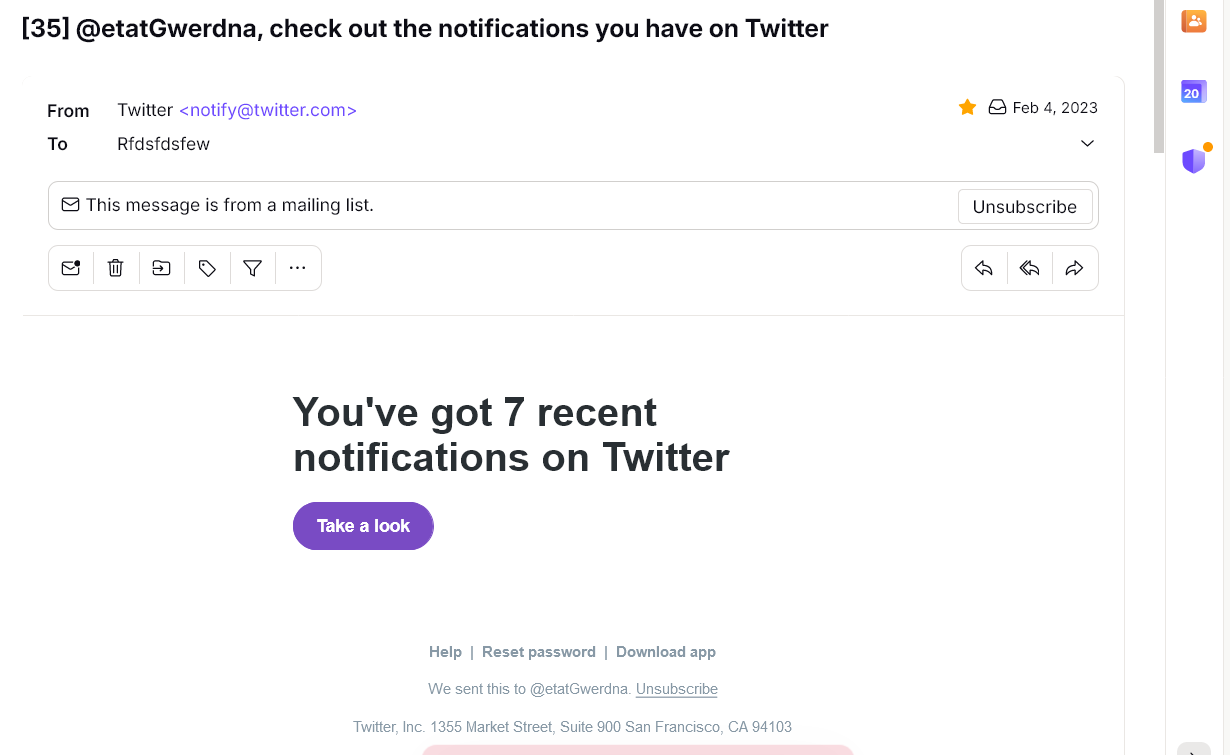 [35] @etatGwerdna, check out the notifications you have on Twitter
From Twitter <notify@twitter.com> Feb 4, 2023
To Rfdsfdsfew
This message is from a mailing list. Unsubscribe
You've got 7 recent
notifications on Twitter
Take a look
Help | Reset password | Download app
We sent this to @etatGwerdna. Unsubscribe
Twitter, Inc. 1355 Market Street, Suite 900 San Francisco, CA 94103
20